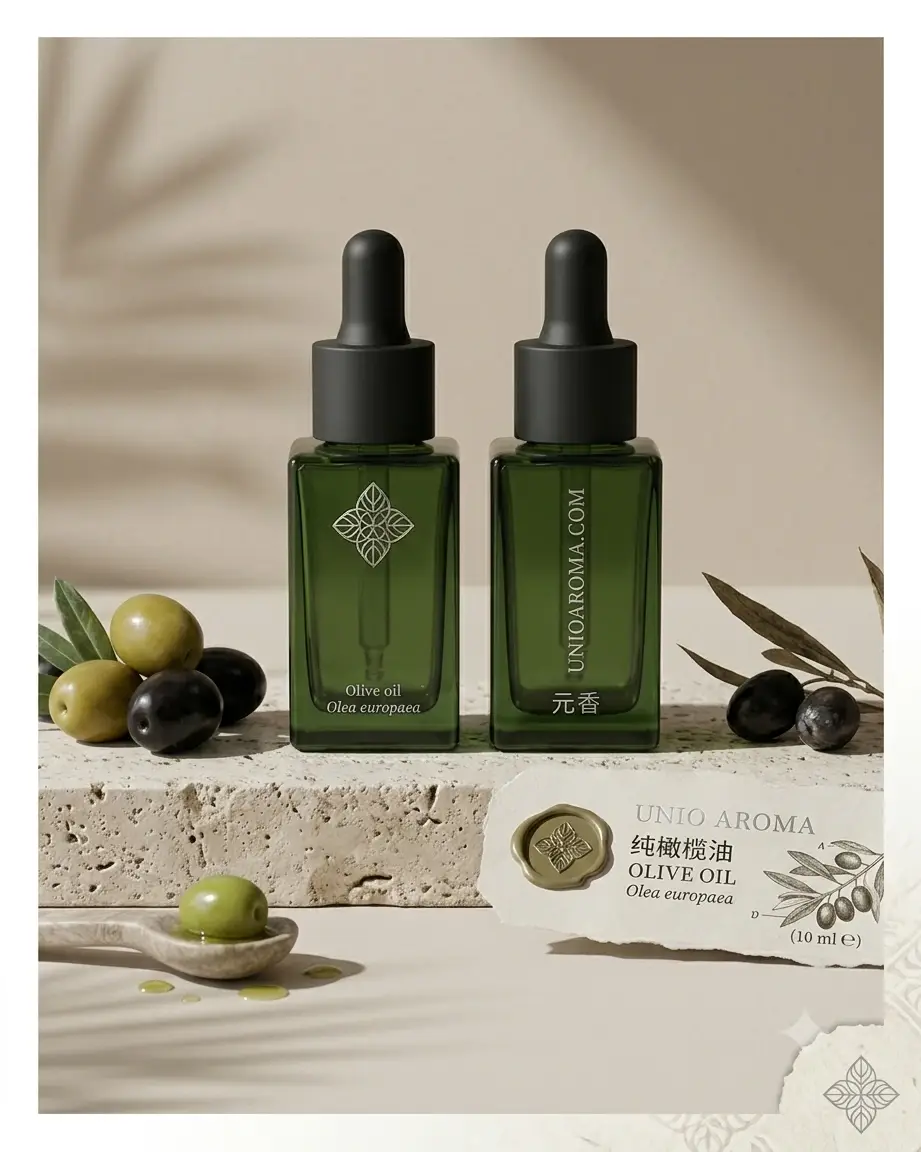 Olive oil
Olea europaea
UNIOAROMA.COM
元香
UNIO AROMA
纯橄榄油
OLIVE OIL
Olea europaea
A
D
(10 ml ℮)